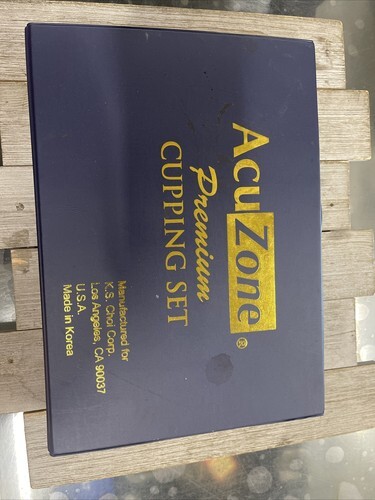 AcuZone®
Premium
CUPPING SET
Manufactured for
K.S. Choi Corp.
Los Angeles, CA 90037
U.S.A.
Made in Korea